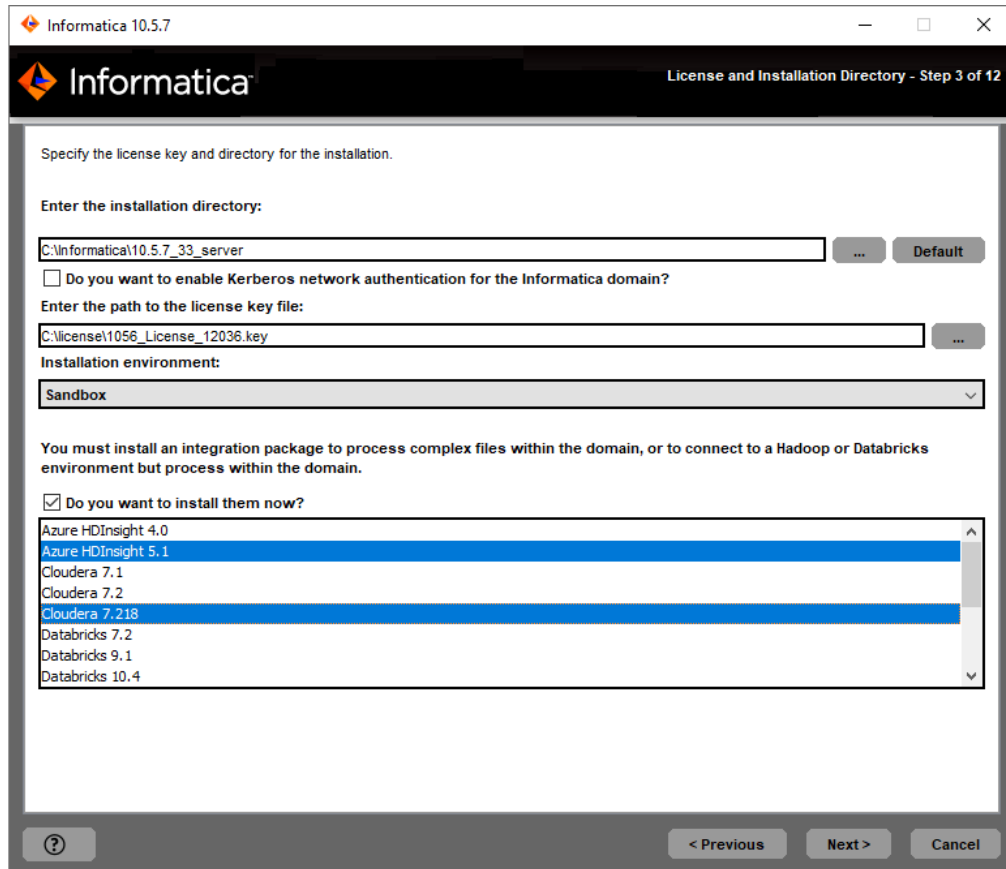 Informatica 10.5.7
Informatica
License and Installation Directory - Step 3 of 12
Specify the license key and directory for the installation.
Enter the installation directory:
C:\Informatica\10.5.7_33_server
...
Default
Do you want to enable Kerberos network authentication for the Informatica domain?
Enter the path to the license key file:
C:\license\1056_License_12036.key
...
Installation environment:
Sandbox
You must install an integration package to process complex files within the domain, or to connect to a Hadoop or Databricks
environment but process within the domain.
Do you want to install them now?
Azure HDInsight 4.0
Azure HDInsight 5.1
Cloudera 7.1
Cloudera 7.2
Cloudera 7.218
Databricks 7.2
Databricks 9.1
Databricks 10.4
?
< Previous
Next >
Cancel